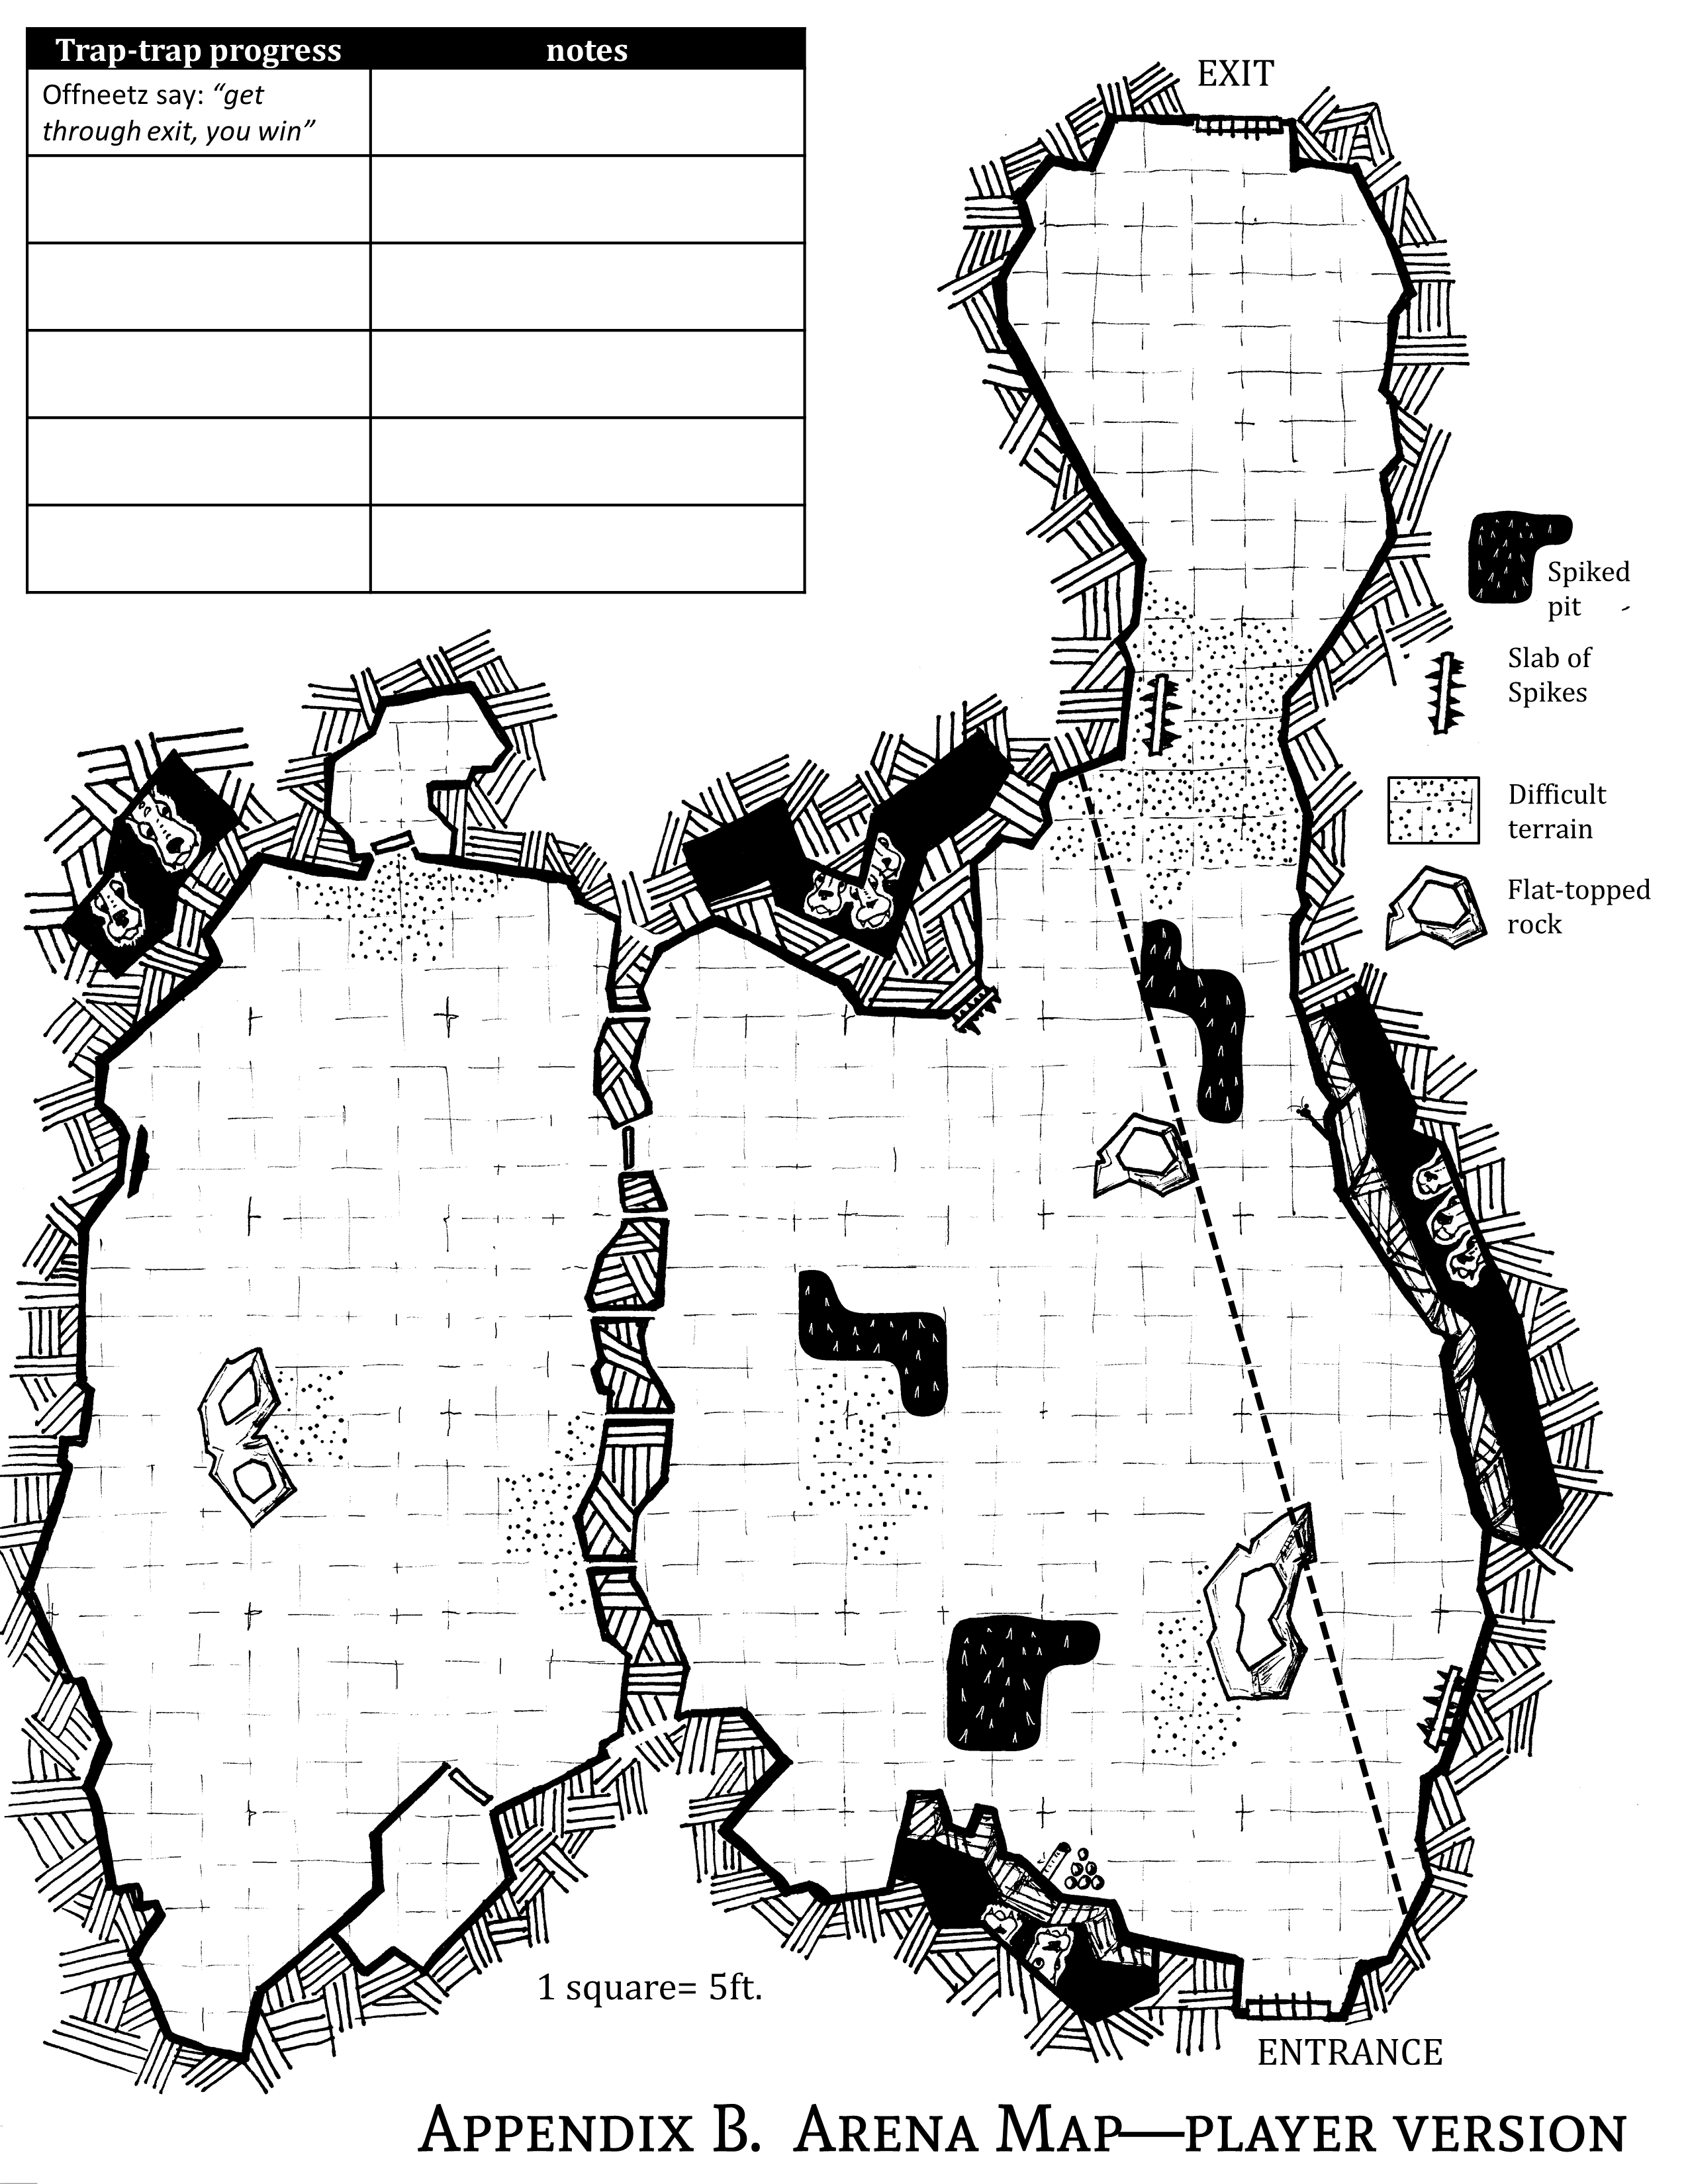 Trap-trap progress notes
Offneetz say: “get
through exit, you win”
EXIT
Spiked
pit
Slab of
Spikes
Difficult
terrain
Flat-topped
rock
1 square= 5ft.
ENTRANCE
Appendix B. Arena Map—player version